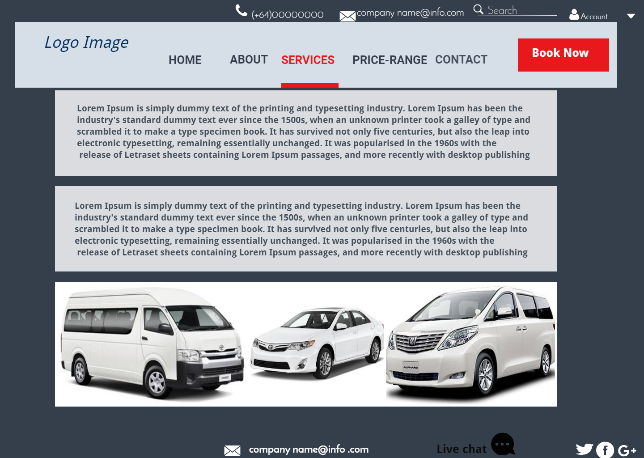 (+64)00000000
company name@info.com
Search
Account
Logo Image
HOME
ABOUT
SERVICES
PRICE-RANGE
CONTACT
Book Now
Lorem Ipsum is simply dummy text of the printing and typesetting industry. Lorem Ipsum has been the
industry's standard dummy text ever since the 1500s, when an unknown printer took a galley of type and
scrambled it to make a type specimen book. It has survived not only five centuries, but also the leap into
electronic typesetting, remaining essentially unchanged. It was popularised in the 1960s with the
release of Letraset sheets containing Lorem Ipsum passages, and more recently with desktop publishing
Lorem Ipsum is simply dummy text of the printing and typesetting industry. Lorem Ipsum has been the
industry's standard dummy text ever since the 1500s, when an unknown printer took a galley of type and
scrambled it to make a type specimen book. It has survived not only five centuries, but also the leap into
electronic typesetting, remaining essentially unchanged. It was popularised in the 1960s with the
release of Letraset sheets containing Lorem Ipsum passages, and more recently with desktop publishing
company name@info .com
Live chat